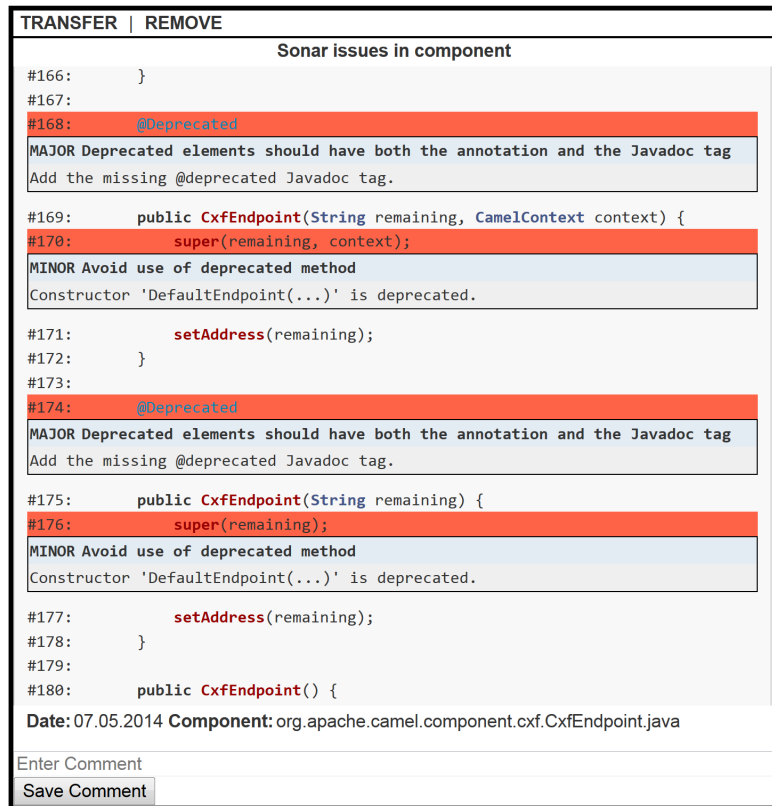 TRANSFER | REMOVE
Sonar issues in component
#166: }
#167:
#168: @Deprecated
MAJOR Deprecated elements should have both the annotation and the Javadoc tag
Add the missing @deprecated Javadoc tag.
#169: public CxfEndpoint(String remaining, CamelContext context) {
#170: super(remaining, context);
MINOR Avoid use of deprecated method
Constructor 'DefaultEndpoint(...)' is deprecated.
#171: setAddress(remaining);
#172: }
#173:
#174: @Deprecated
MAJOR Deprecated elements should have both the annotation and the Javadoc tag
Add the missing @deprecated Javadoc tag.
#175: public CxfEndpoint(String remaining) {
#176: super(remaining);
MINOR Avoid use of deprecated method
Constructor 'DefaultEndpoint(...)' is deprecated.
#177: setAddress(remaining);
#178: }
#179:
#180: public CxfEndpoint() {
Date: 07.05.2014 Component: org.apache.camel.component.cxf.CxfEndpoint.java
Enter Comment
Save Comment